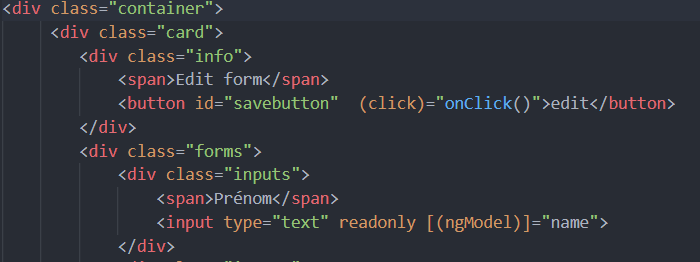 <div class="container">
<div class="card">
<div class="info">
<span>Edit form</span>
<button id="savebutton"  (click)="onClick()">edit</button>
</div>
<div class="forms">
<div class="inputs">
<span>Prénom</span>
<input type="text" readonly [(ngModel)]="name">
</div>